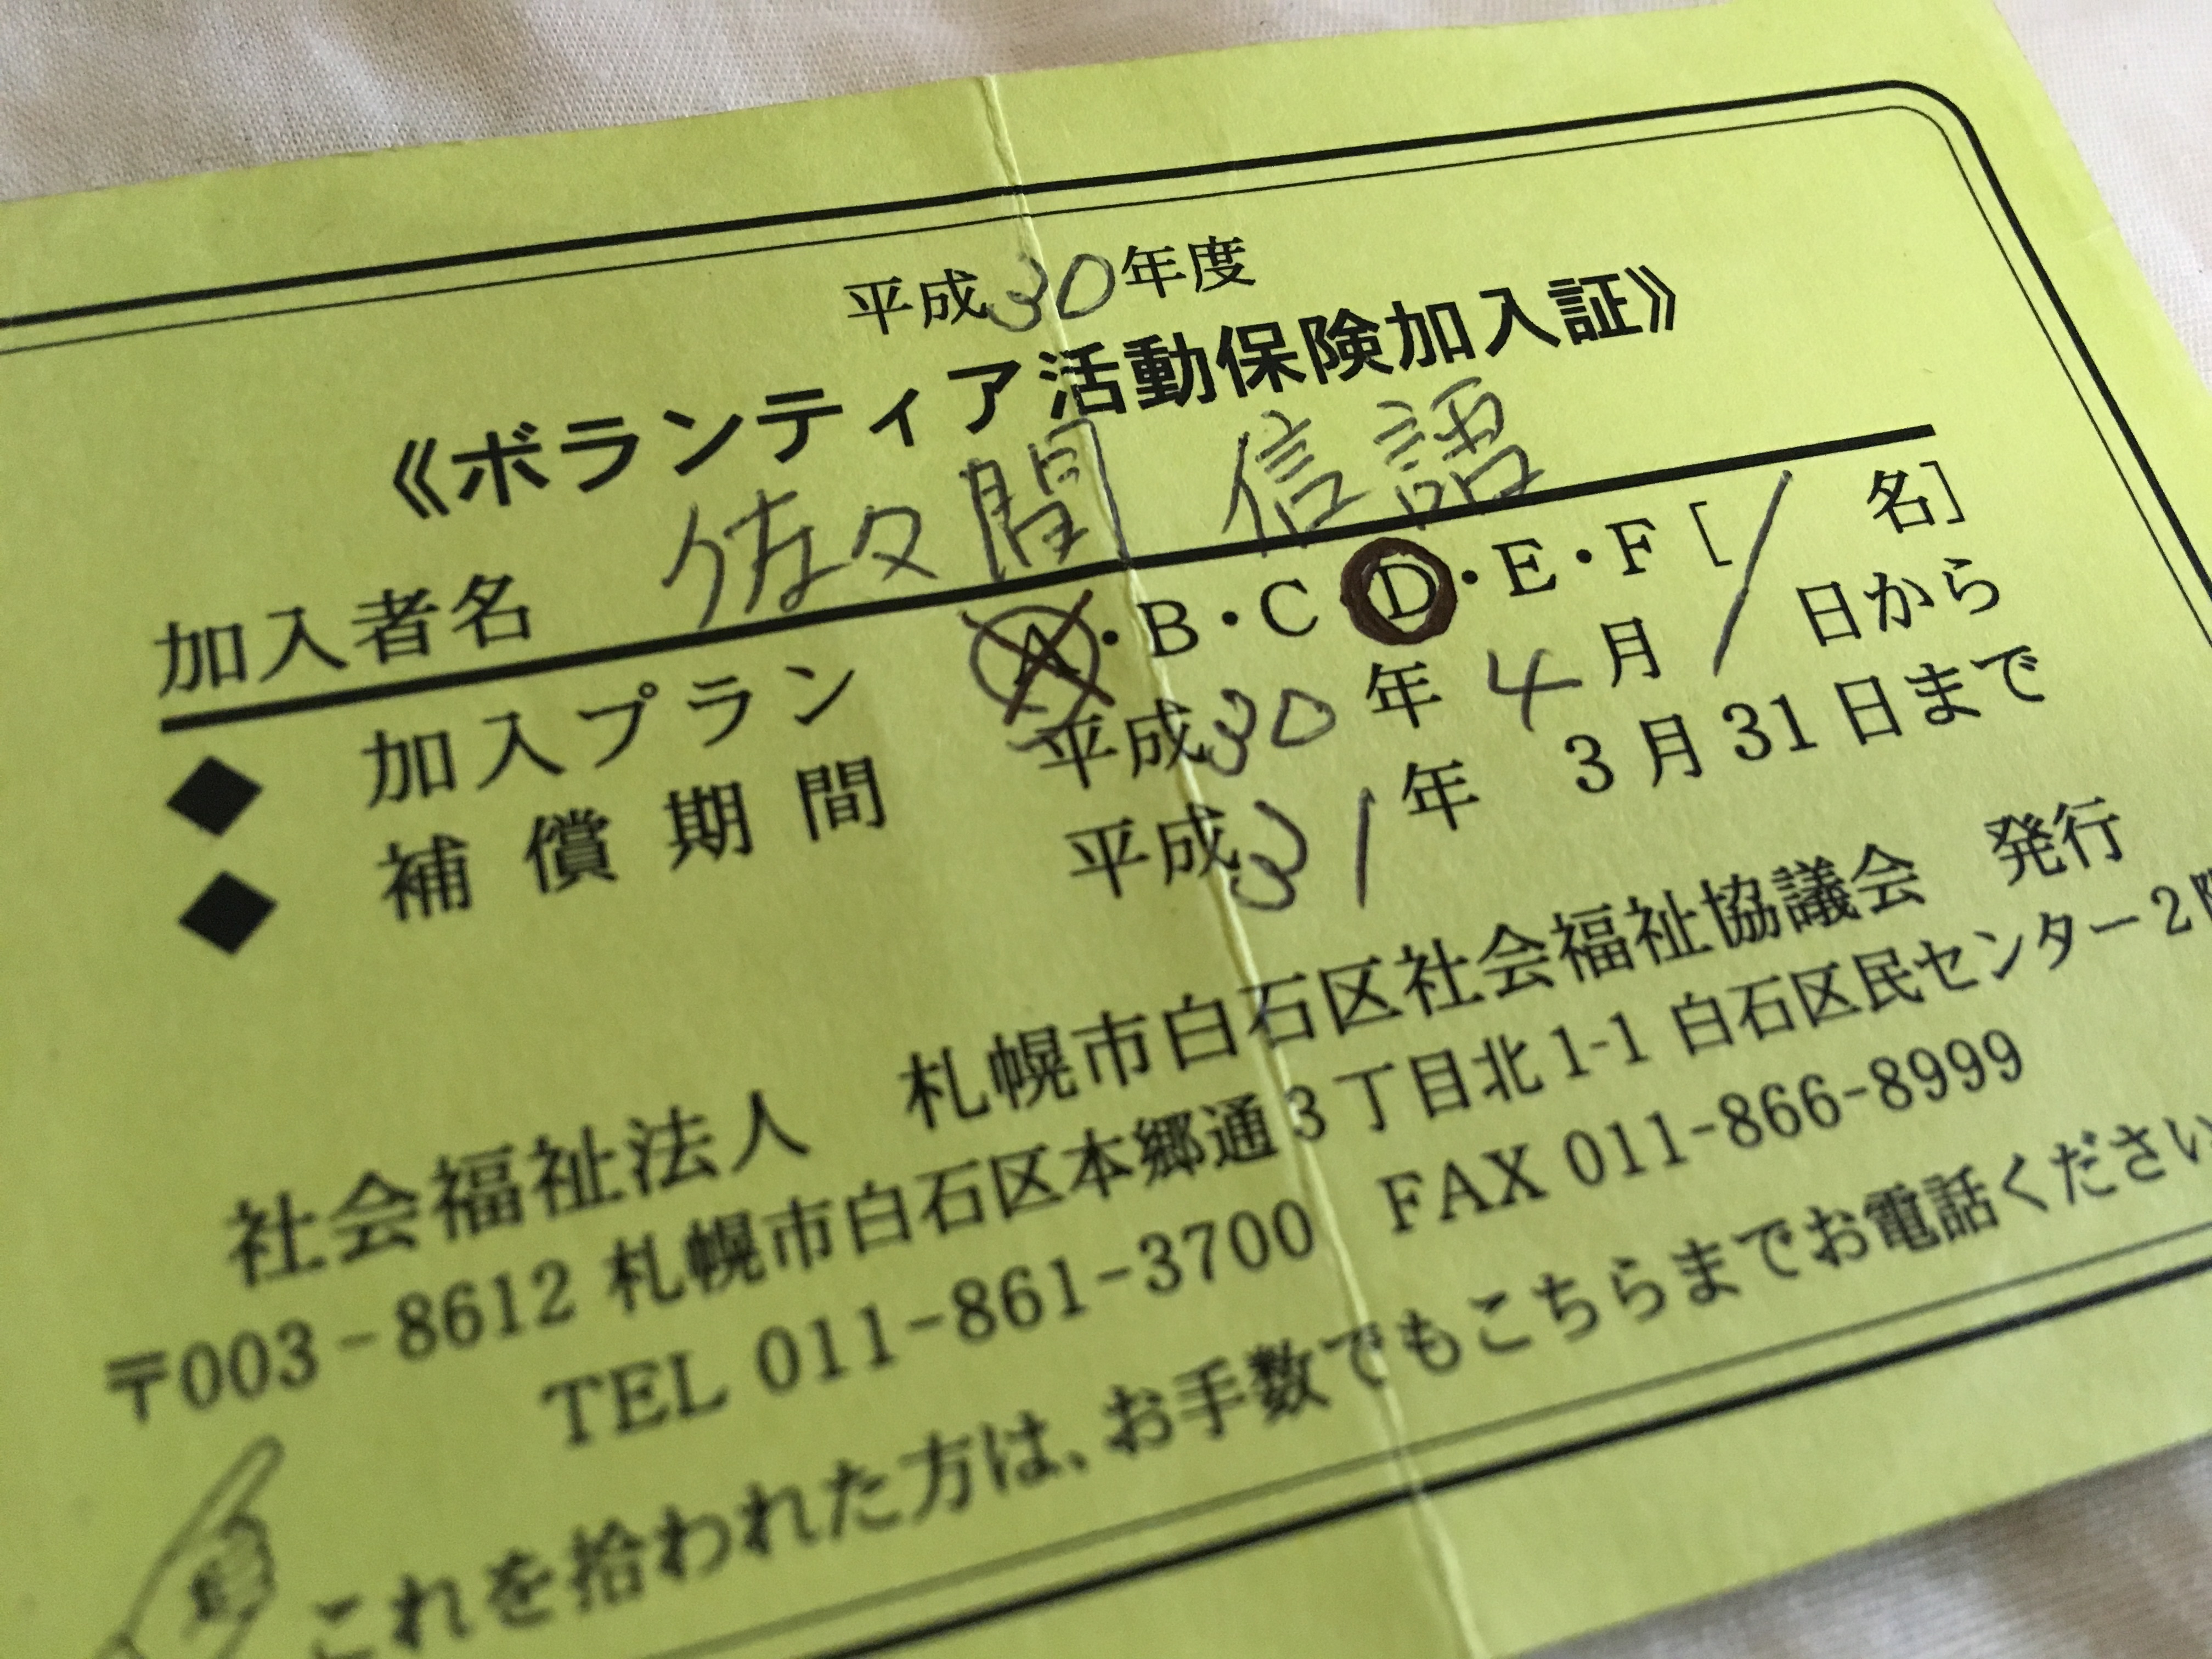 平成30年度
《ボランティア活動保険加入証》
加入者名 佐々間 信語
◆ 加入プラン A・B・C D・E・F [1 名]
◆ 補償期間 平成30年4月1日から
平成31年 3月31日まで
社会福祉法人 札幌市白石区社会福祉協議会 発行
〒003-8612 札幌市白石区本郷通3丁目北1-1 白石区民センター2階
TEL 011-861-3700 FAX 011-866-8999
これを拾われた方は、お手数でもこちらまでお電話ください